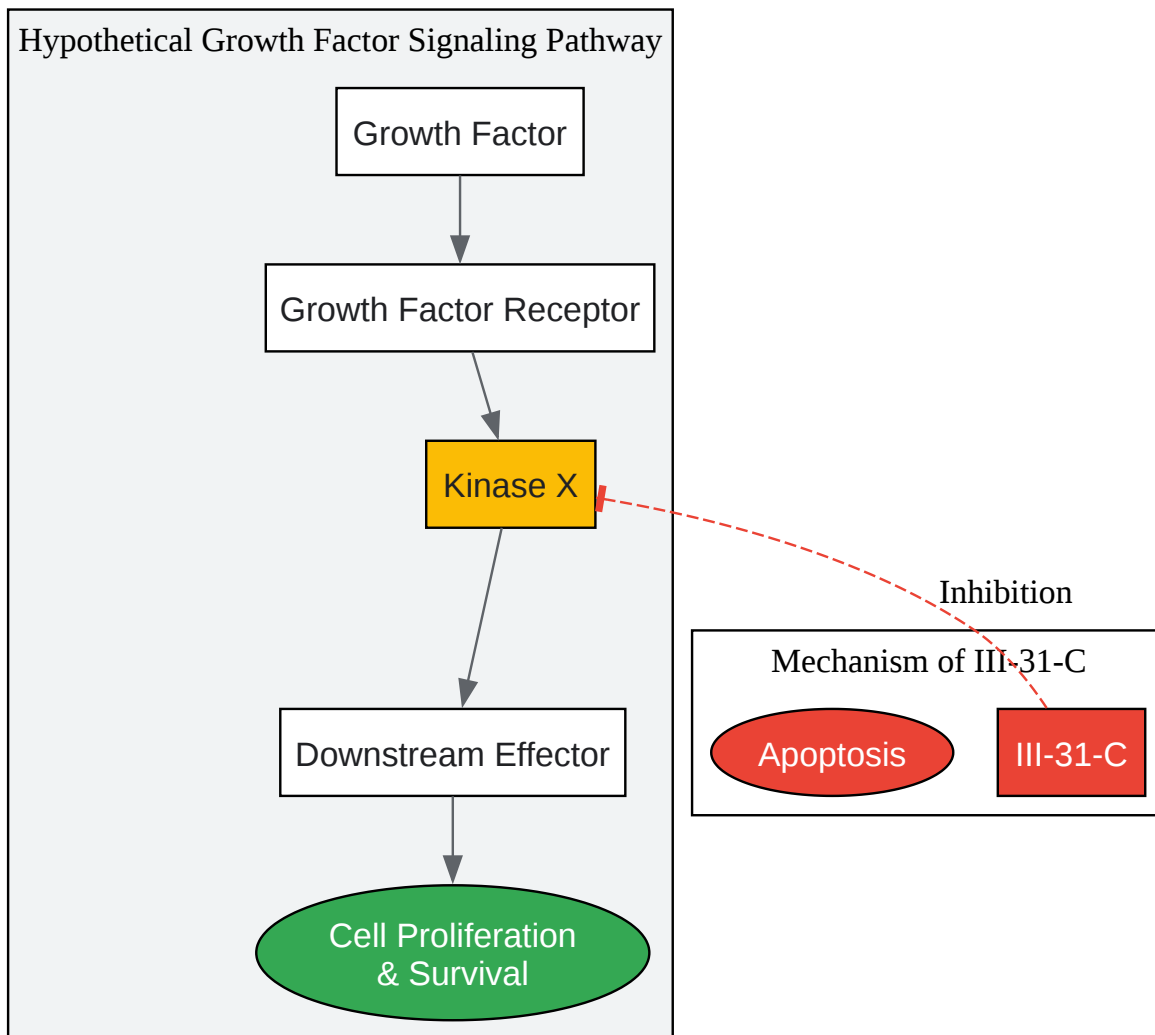 Hypothetical Growth Factor Signaling Pathway
Growth Factor
Growth Factor Receptor
Kinase X
Inhibition
Mechanism of III-31-C
Downstream Effector
Apoptosis
III-31-C
Cell Proliferation
& Survival